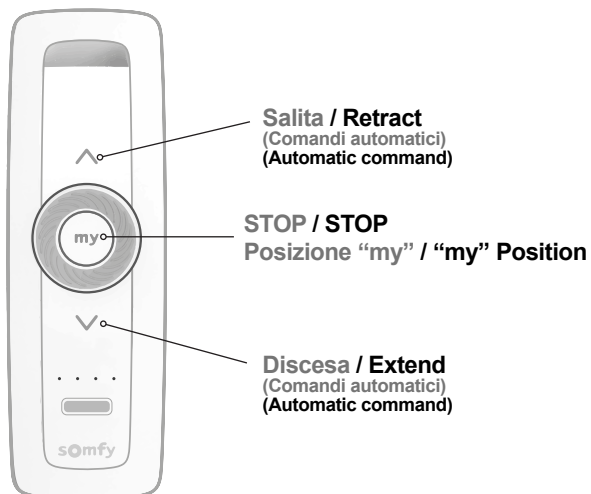 Salita / Retract
(Comandi automatici)
(Automatic command)
my
STOP / STOP
Posizione “my” / “my” Position
Discesa / Extend
(Comandi automatici)
(Automatic command)
somfy